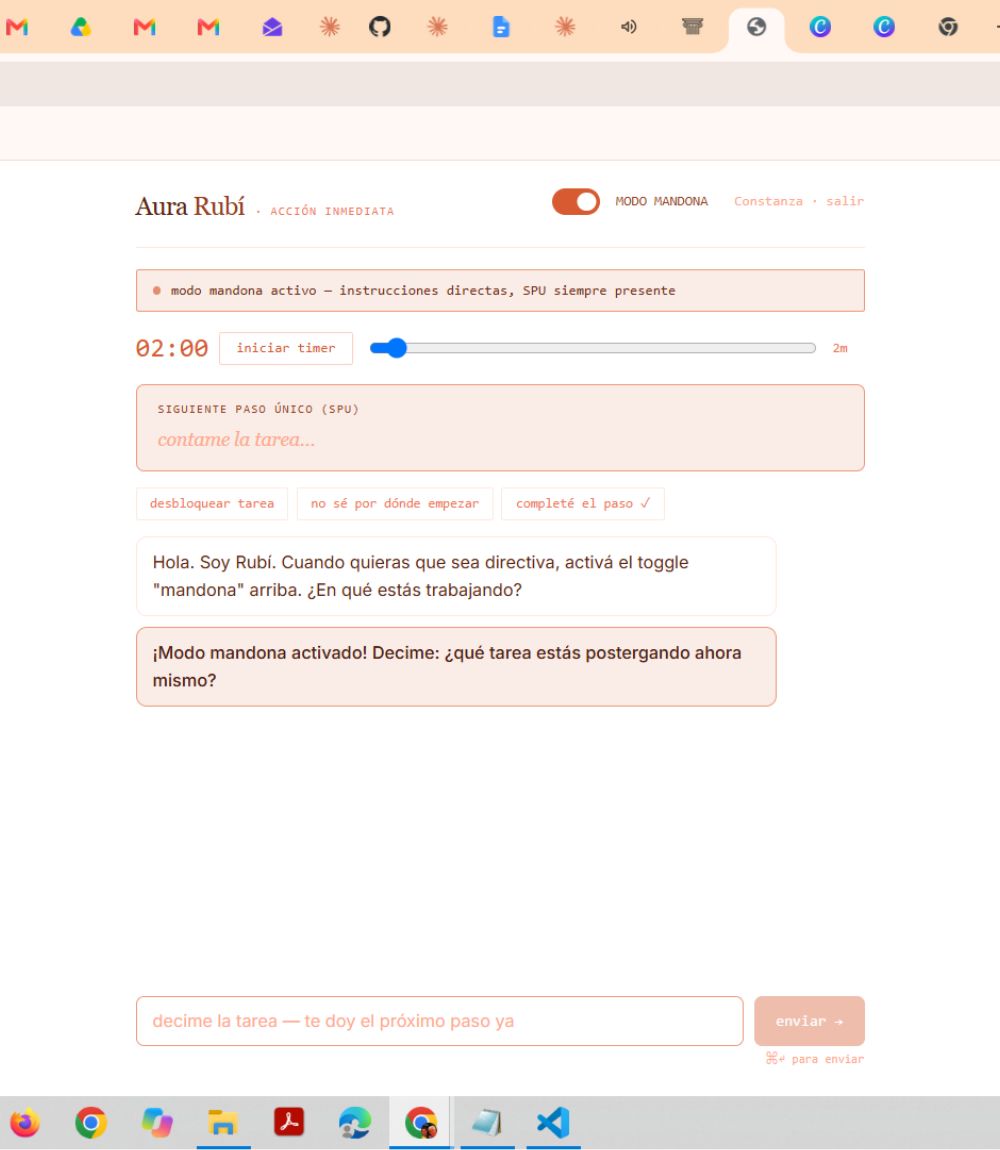 Aura Rubí · ACCIÓN INMEDIATA
MODO MANDONA Constanza · salir
modo mandona activo — instrucciones directas, SPU siempre presente
02:00 iniciar timer 2m
SIGUIENTE PASO ÚNICO (SPU)
contame la tarea...
desbloquear tarea no sé por dónde empezar completé el paso ✓
Hola. Soy Rubí. Cuando quieras que sea directiva, activá el toggle
"mandona" arriba. ¿En qué estás trabajando?
¡Modo mandona activado! Decime: ¿qué tarea estás postergando ahora
mismo?
decime la tarea — te doy el próximo paso ya
enviar →
⌘↵ para enviar